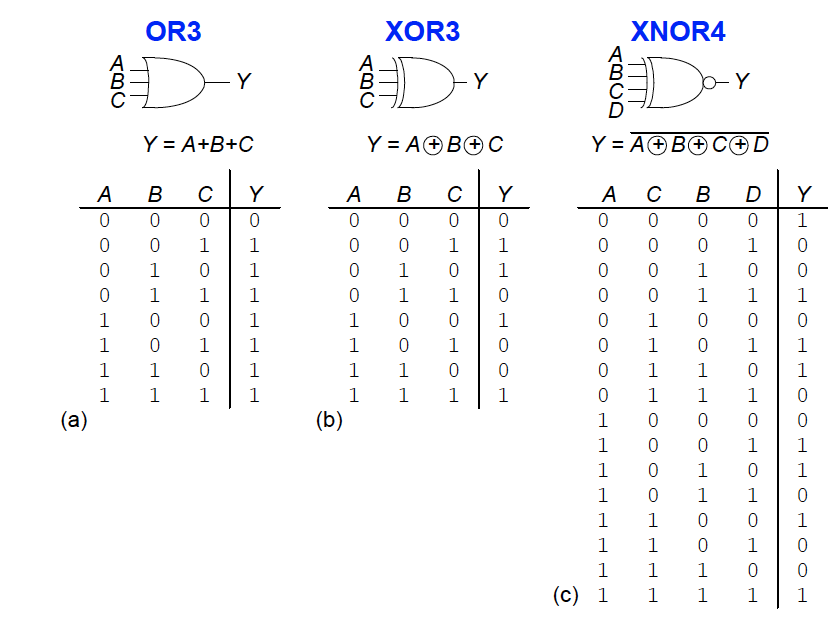 OR3 XOR3 XNOR4
A B C Y
A B C Y
A B C D Y
Y = A+B+C
Y = A ⊕ B ⊕ C
Y = A ⊕ B ⊕ C ⊕ D
A B C Y
0 0 0 0
0 0 1 1
0 1 0 1
0 1 1 1
1 0 0 1
1 0 1 1
1 1 0 1
1 1 1 1
(a)
A B C Y
0 0 0 0
0 0 1 1
0 1 0 1
0 1 1 0
1 0 0 1
1 0 1 0
1 1 0 0
1 1 1 1
(b)
A C B D Y
0 0 0 0 1
0 0 0 1 0
0 0 1 0 0
0 0 1 1 1
0 1 0 0 0
0 1 0 1 1
0 1 1 0 1
0 1 1 1 0
1 0 0 0 0
1 0 0 1 1
1 0 1 0 1
1 0 1 1 0
1 1 0 0 1
1 1 0 1 0
1 1 1 0 0
(c) 1 1 1 1 1